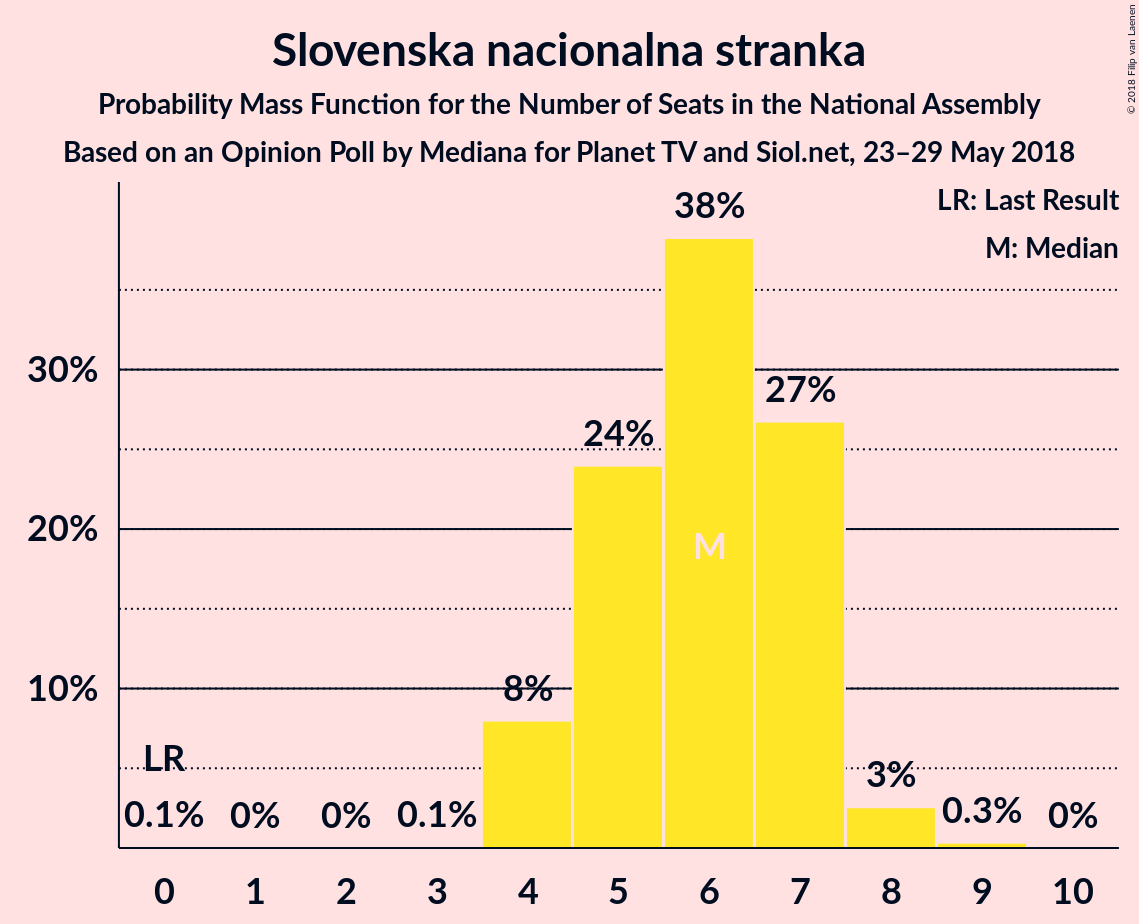 Slovenska nacionalna stranka
Probability Mass Function for the Number of Seats in the National Assembly
Based on an Opinion Poll by Mediana for Planet TV and Siol.net, 23–29 May 2018
© 2018 Filip van Laenen
LR: Last Result
M: Median
38%
30%
27%
24%
20%
M
10%
8%
LR
3%
0.1% 0% 0% 0.1% 0.3% 0%
0 1 2 3 4 5 6 7 8 9 10